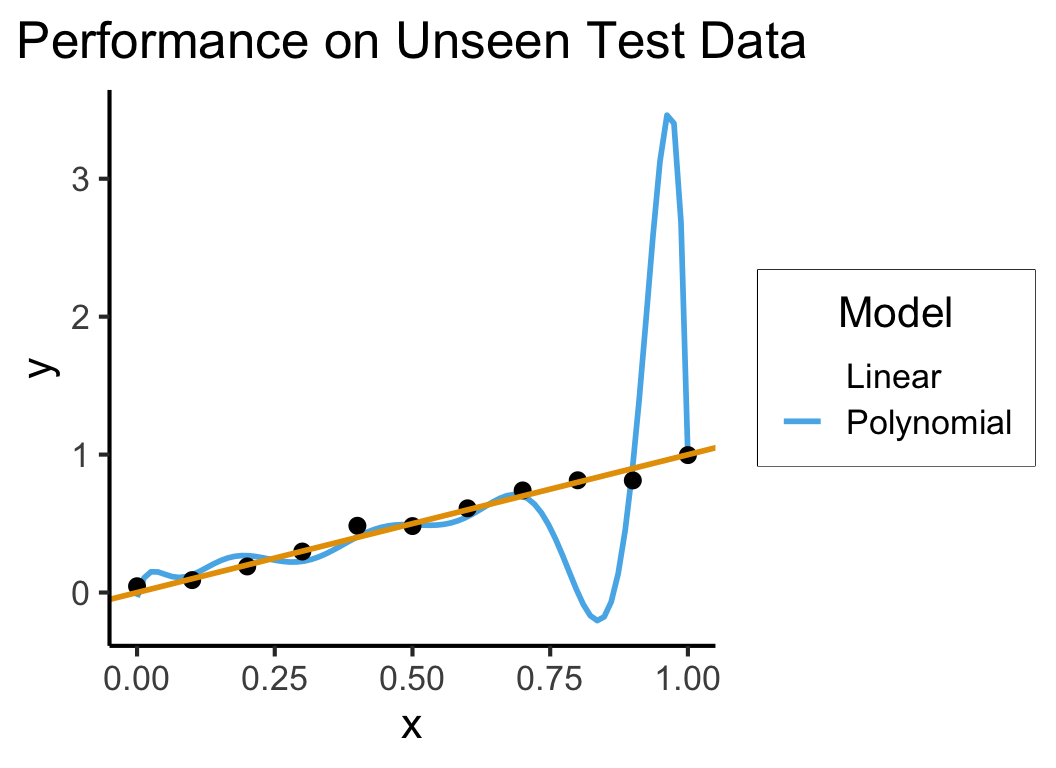 Performance on Unseen Test Data
3
2
1
0
y
0.00 0.25 0.50 0.75 1.00
x
Model
Linear
Polynomial